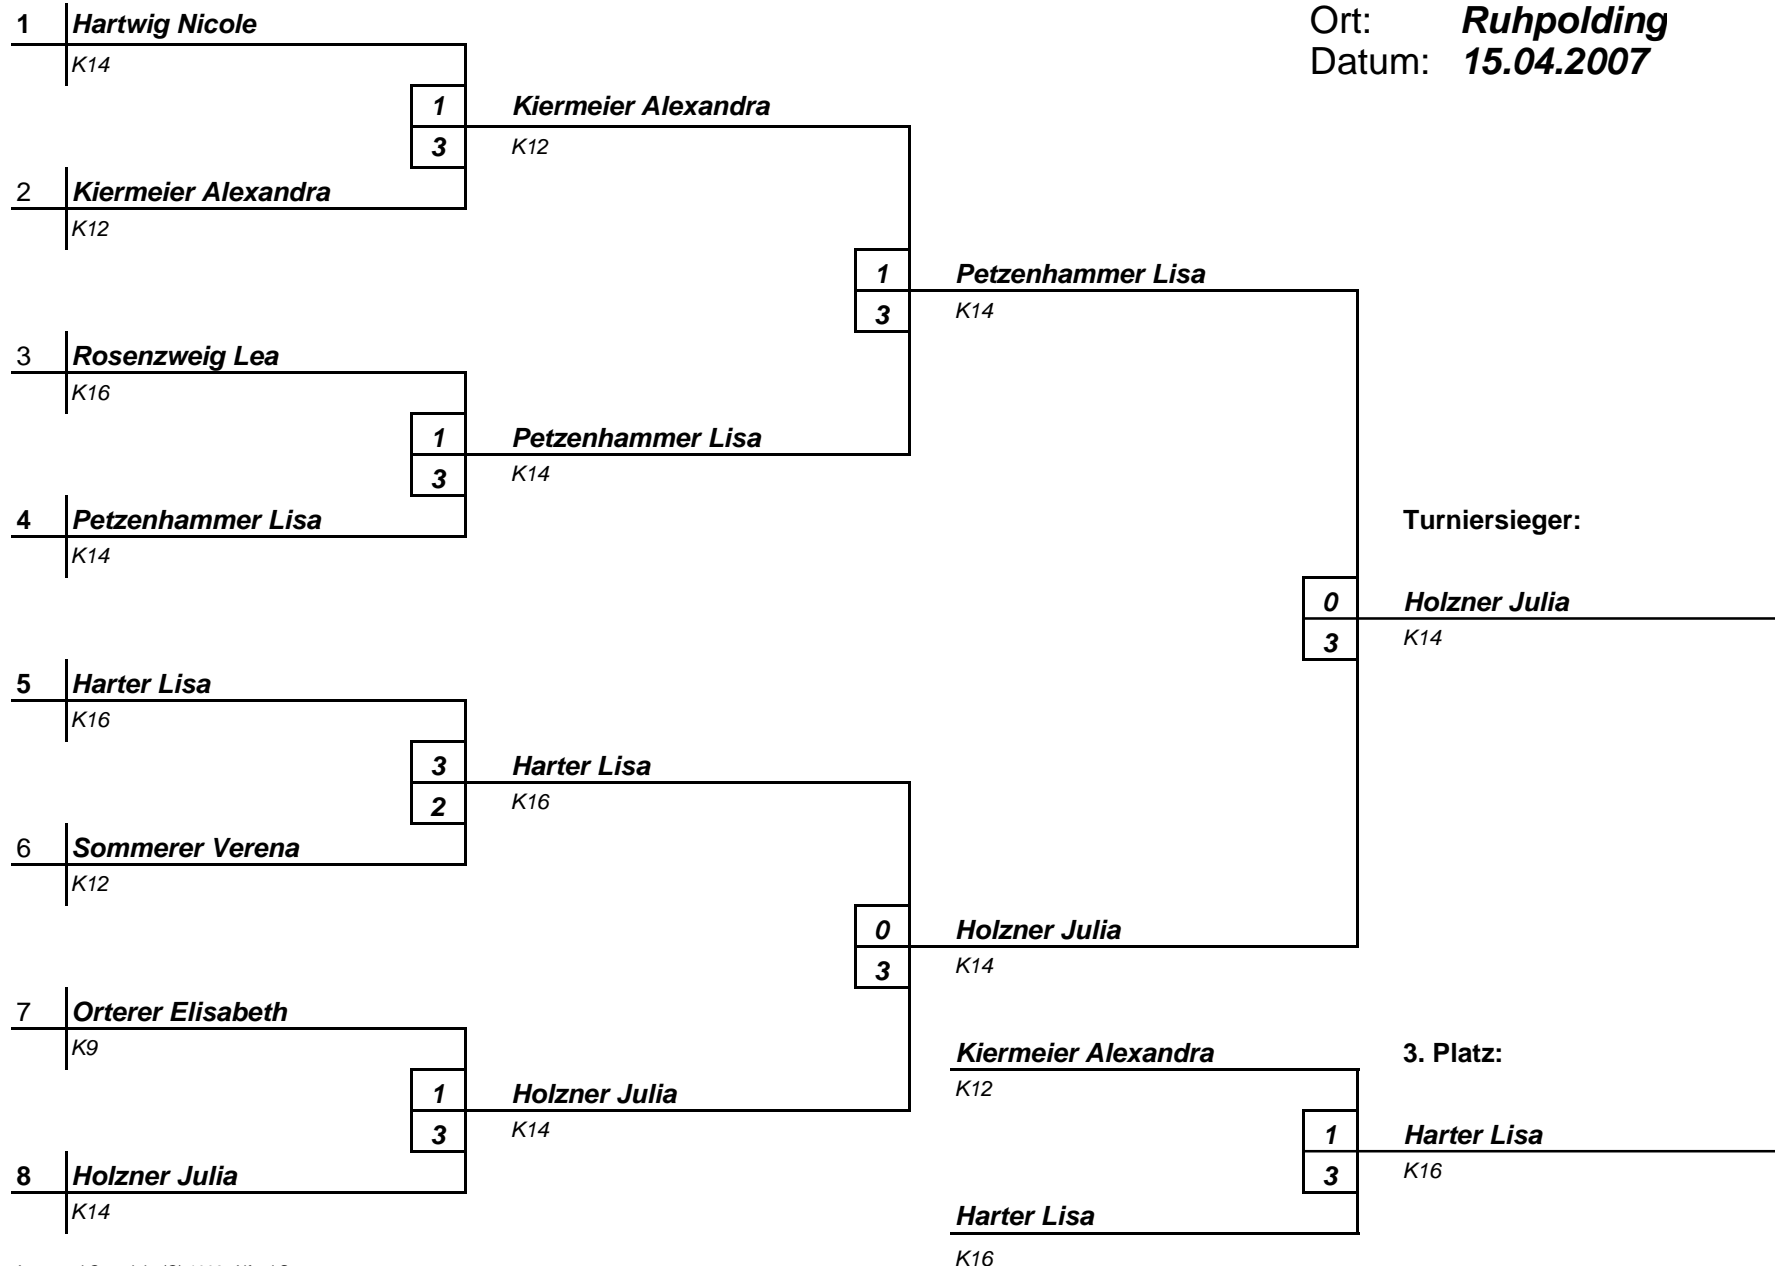 Ort: Ruhpolding
Datum: 15.04.2007
1 Hartwig Nicole
K14
1 Kiermeier Alexandra
3 K12
2 Kiermeier Alexandra
K12
1 Petzenhammer Lisa
3 K14
3 Rosenzweig Lea
K16
1 Petzenhammer Lisa
3 K14
4 Petzenhammer Lisa
K14
Turniersieger:
0 Holzner Julia
3 K14
5 Harter Lisa
K16
3 Harter Lisa
2 K16
6 Sommerer Verena
K12
0 Holzner Julia
3 K14
7 Orterer Elisabeth
K9
Kiermeier Alexandra 3. Platz:
K12
1 Holzner Julia
3 K14
1 Harter Lisa
3 K16
8 Holzner Julia
K14
Harter Lisa
K16